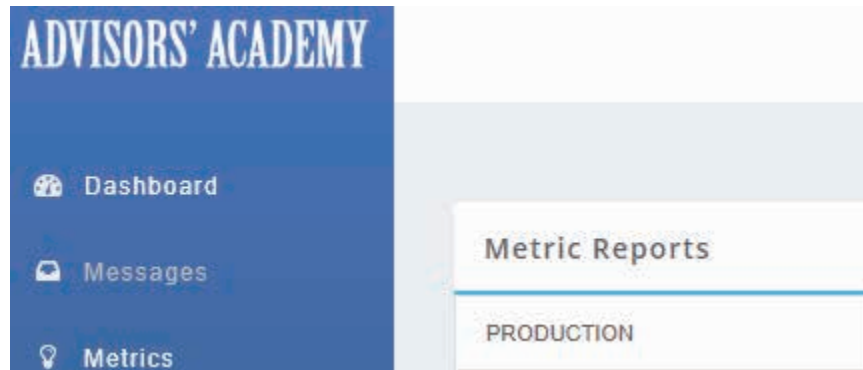 ADVISORS' ACADEMY
Dashboard
Messages
Metrics
Metric Reports
PRODUCTION